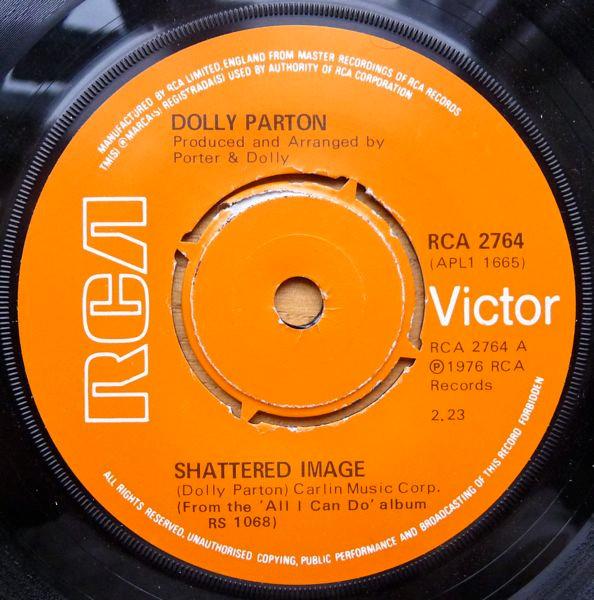 MANUFACTURED BY RCA LIMITED, ENGLAND FROM MASTER RECORDINGS OF RCA RECORDS
TM(S) ® MARCA(S) REGISTRADA(S) USED BY AUTHORITY OF RCA CORPORATION
DOLLY PARTON
Produced and Arranged by
Porter & Dolly
RCA
RCA 2764
(APL1 1665)
Victor
RCA 2764 A
Ⓟ1976 RCA
Records
2.23
SHATTERED IMAGE
(Dolly Parton) Carlin Music Corp.
(From the 'All I Can Do' album
RS 1068)
ALL RIGHTS RESERVED. UNAUTHORISED COPYING, PUBLIC PERFORMANCE AND BROADCASTING OF THIS RECORD FORBIDDEN